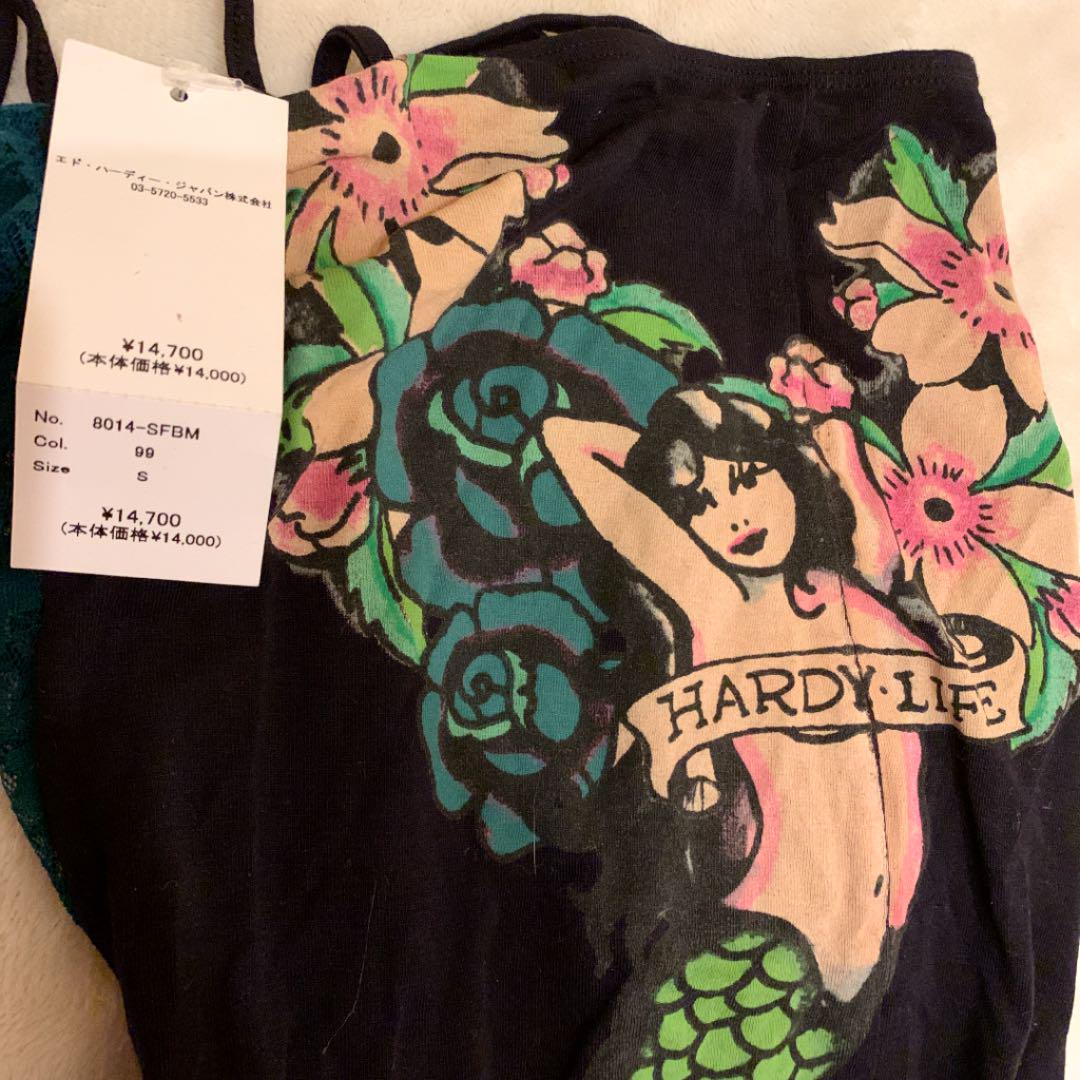 エド・ハーディー・ジャパン株式会社
03-5720-5533
¥14,700
(本体価格¥14,000)
No. 8014-SFBM
Col. 99
Size S
¥14,700
(本体価格¥14,000)
HARDY·LIFE